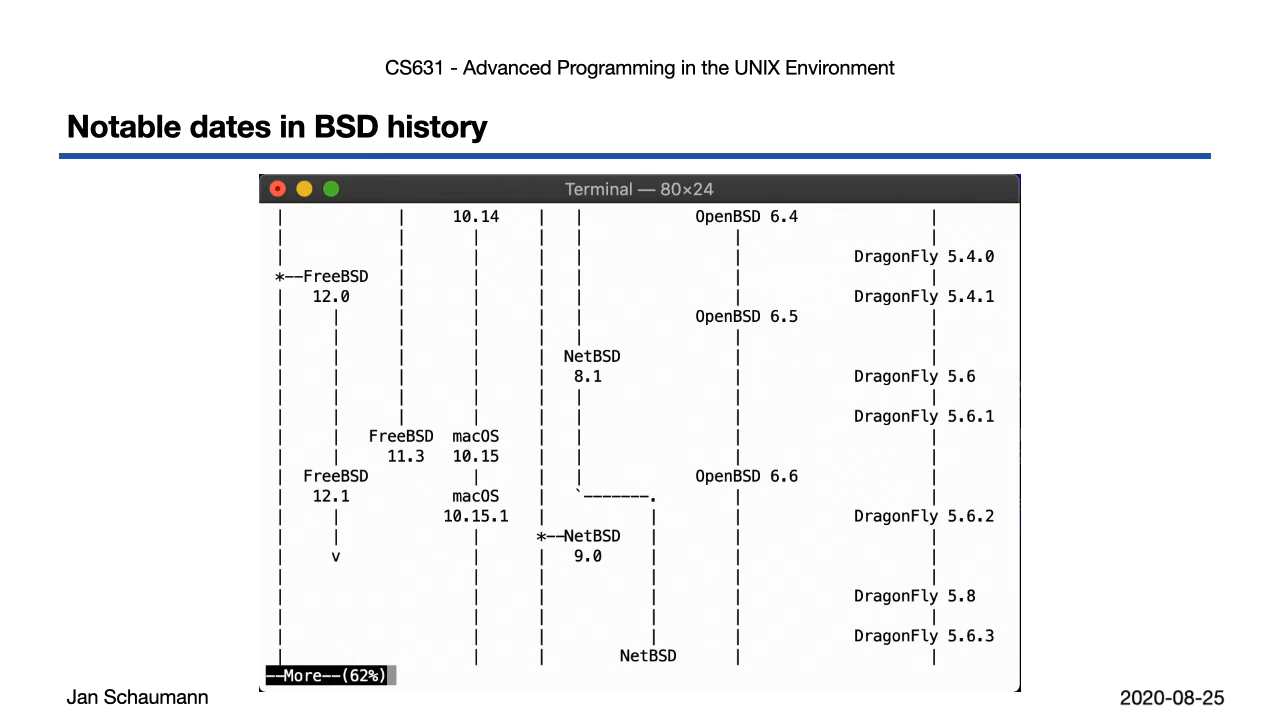 CS631 - Advanced Programming in the UNIX Environment
Notable dates in BSD history
Terminal — 80×24
|            |      10.14    |   |            OpenBSD 6.4              |
|            |        |      |   |                |                    |
|            |        |      |   |                |           DragonFly 5.4.0
*--FreeBSD   |        |      |   |                |                    |
|   12.0     |        |      |   |                |           DragonFly 5.4.1
|     |      |        |      |   |            OpenBSD 6.5              |
|     |      |        |      |   |                |                    |
|     |      |        |      | NetBSD             |                    |
|     |      |        |      |  8.1               |           DragonFly 5.6
|     |      |        |      |   |                |                    |
|     |      |        |      |   |                |           DragonFly 5.6.1
|     |   FreeBSD  macOS     |   |                |                    |
|     |     11.3   10.15     |   |                |                    |
|  FreeBSD            |      |   |            OpenBSD 6.6              |
|   12.1           macOS     |   `-------.        |                    |
|     |           10.15.1    |           |        |           DragonFly 5.6.2
|     |               |      *--NetBSD   |        |                    |
|     v               |      |   9.0     |        |                    |
|                     |      |           |        |                    |
|                     |      |           |        |           DragonFly 5.8
|                     |      |           |        |                    |
|                     |      |           |        |           DragonFly 5.6.3
|                     |      |        NetBSD      |                    |
--More--(62%)
Jan Schaumann
2020-08-25